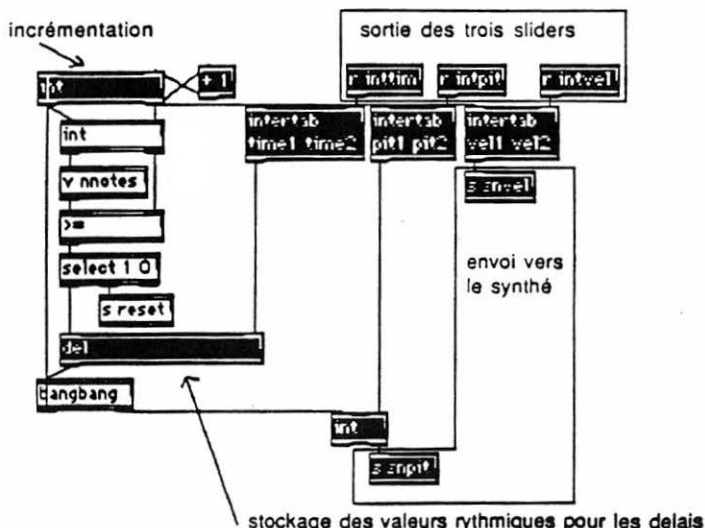 incrémentation
sortie des trois sliders
int
+ 1
r inttim
r intpit
r intvel
intertab
time1 time2
intertab
pit1 pit2
intertab
vel1 vel2
int
v nnotes
s snvel
>=
select 1 0
envoi vers
le synthé
s reset
del
bangbang
int
s snpit
stockage des valeurs rythmiques pour les delais